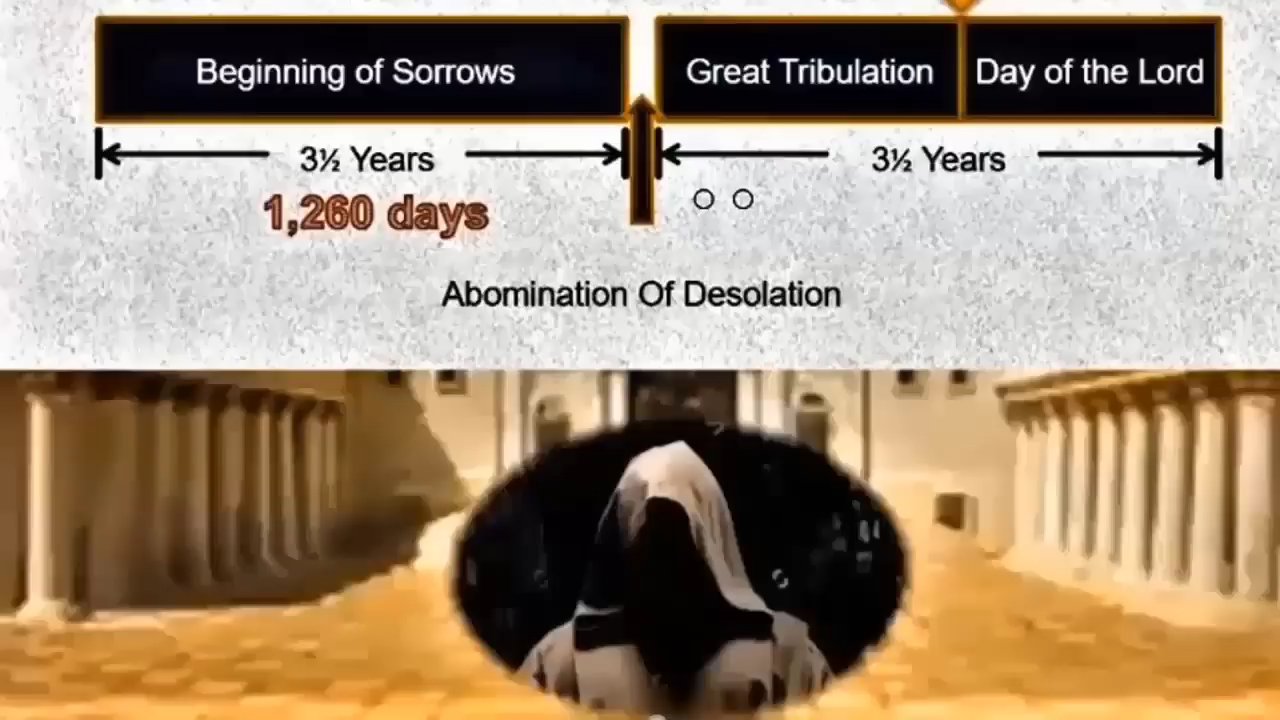 Beginning of Sorrows
Great Tribulation
Day of the Lord
3½ Years
3½ Years
1,260 days
Abomination Of Desolation